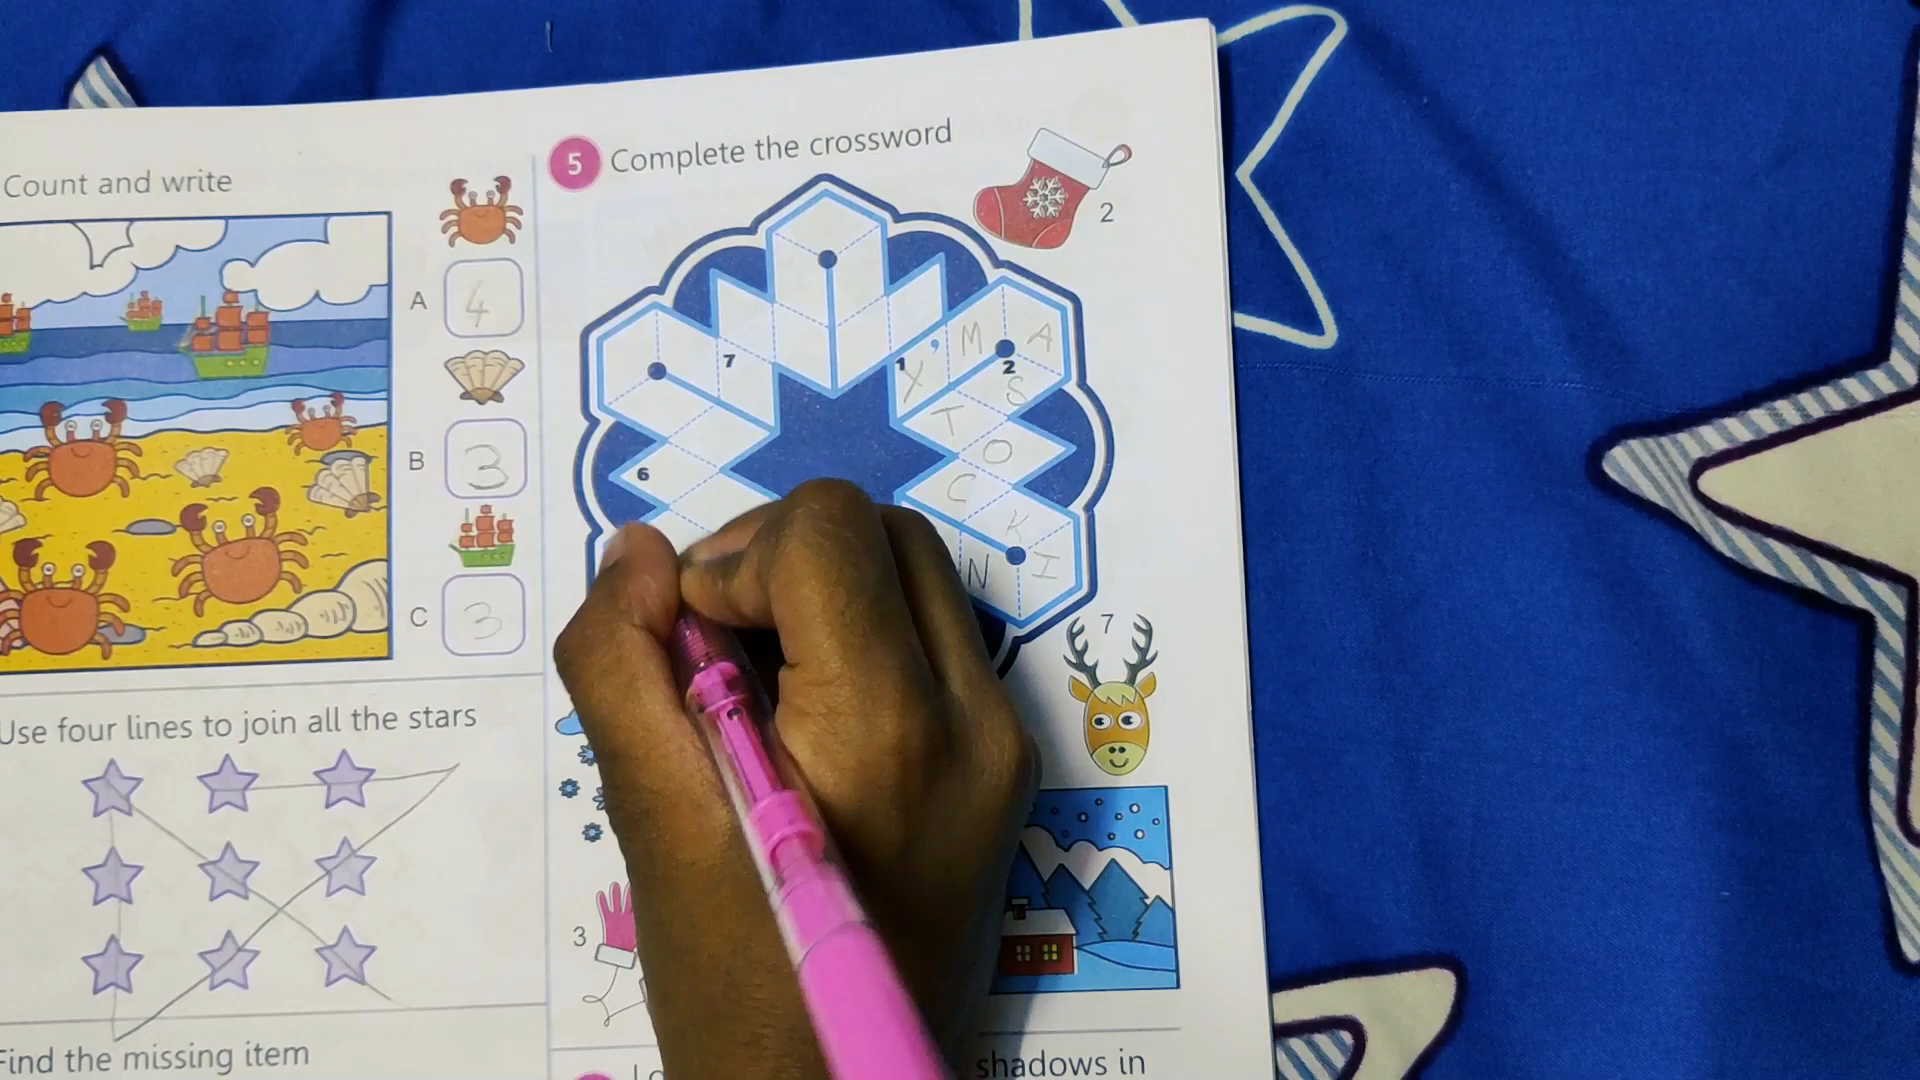 Count and write
A 4
B 3
C 3
Use four lines to join all the stars
Find the missing item
5 Complete the crossword
2
7
1 X ' M A
2 S
T O
C K
6
N I
7
3
shadows in